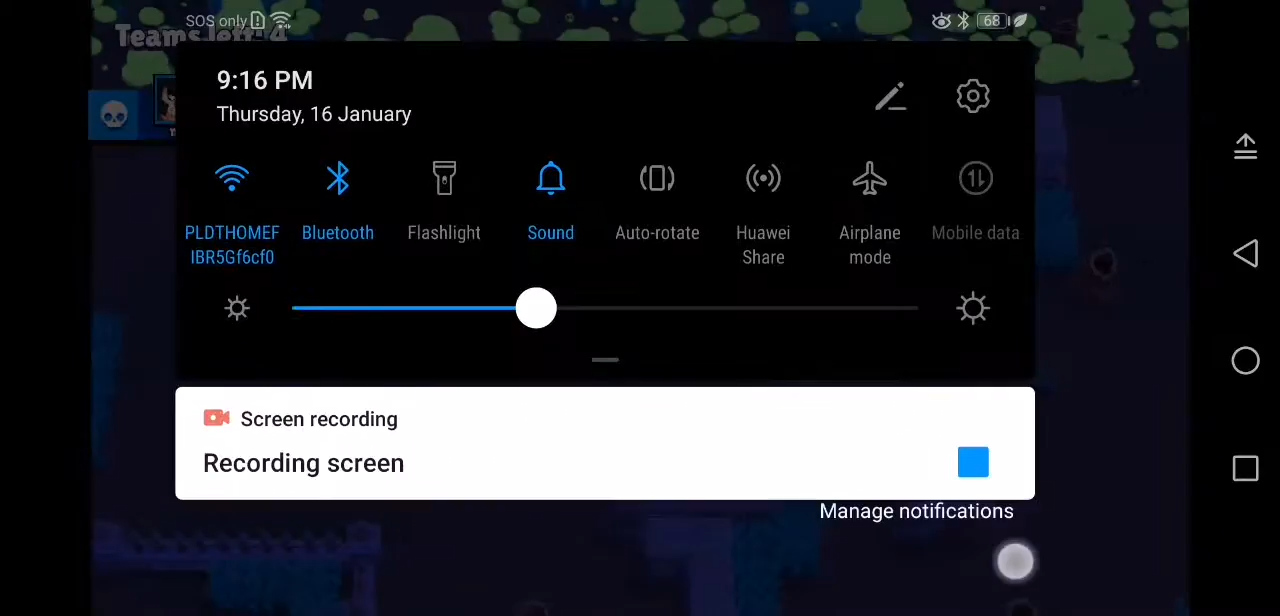 SOS only
68
Teams left: 4
9:16 PM
Thursday, 16 January
PLDTHOMEF
IBR5Gf6cf0
Bluetooth
Flashlight
Sound
Auto-rotate
Huawei
Share
Airplane
mode
Mobile data
Screen recording
Recording screen
Manage notifications